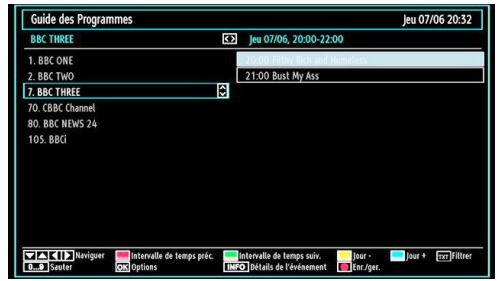 Guide des Programmes Jeu 07/06 20:32
BBC THREE <> Jeu 07/06, 20:00-22:00
1. BBC ONE 20:00 Filthy Rich and Homeless
2. BBC TWO 21:00 Bust My Ass
7. BBC THREE
70. CBBC Channel
80. BBC NEWS 24
105. BBCi
Naviguer Intervalle de temps préc. Intervalle de temps suiv. Jour - Jour + TXT Filtrer
0...9 Sauter OK Options INFO Détails de l'événement Enr./ger.